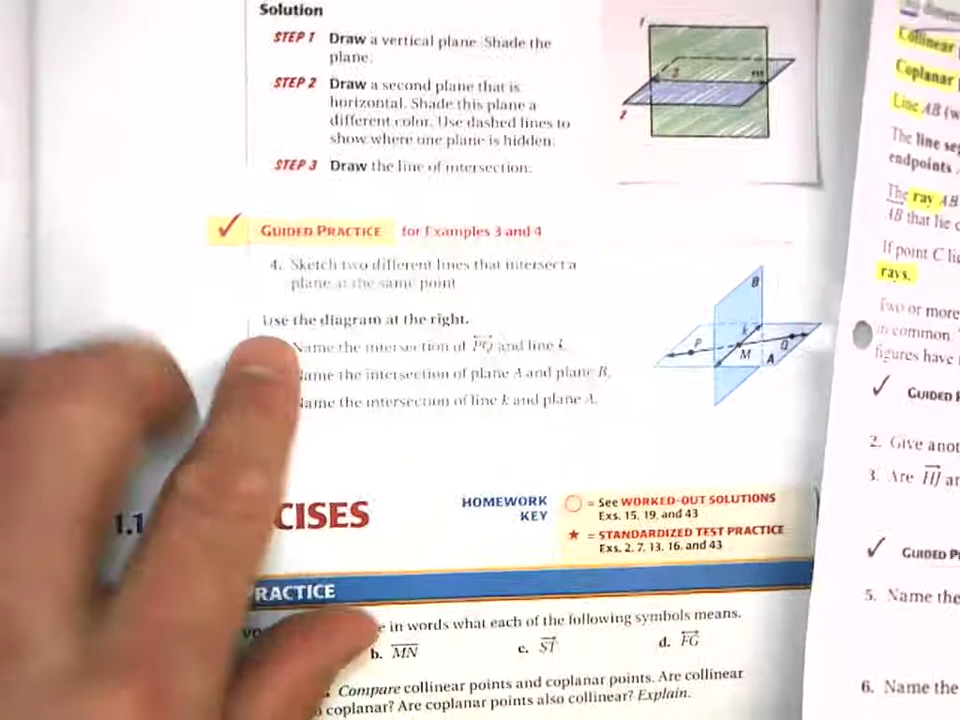 Solution
STEP 1 Draw a vertical plane. Shade the
plane.
STEP 2 Draw a second plane that is
horizontal. Shade this plane a
different color. Use dashed lines to
show where one plane is hidden.
STEP 3 Draw the line of intersection.
m
✓ GUIDED PRACTICE for Examples 3 and 4
4. Sketch two different lines that intersect a
plane at the same point.
Use the diagram at the right.
Name the intersection of PQ and line k.
Name the intersection of plane A and plane B.
Name the intersection of line k and plane A.
B
P k Q
M A
1.1 CISES
HOMEWORK
KEY
= See WORKED-OUT SOLUTIONS
Exs. 15, 19, and 43
★ = STANDARDIZED TEST PRACTICE
Exs. 2, 7, 13, 16, and 43
PRACTICE
e in words what each of the following symbols means.
b. MN c. ST d. FG
Compare collinear points and coplanar points. Are collinear
coplanar? Are coplanar points also collinear? Explain.
Collinear
Coplanar
Line AB (w
The line seg
endpoints
The ray AB
AB that lie
If point C lie
rays.
Two or more
in common.
figures have
✓ GUIDED
2. Give anot
3. Are HJ an
✓ GUIDED P
5. Name the
6. Name the